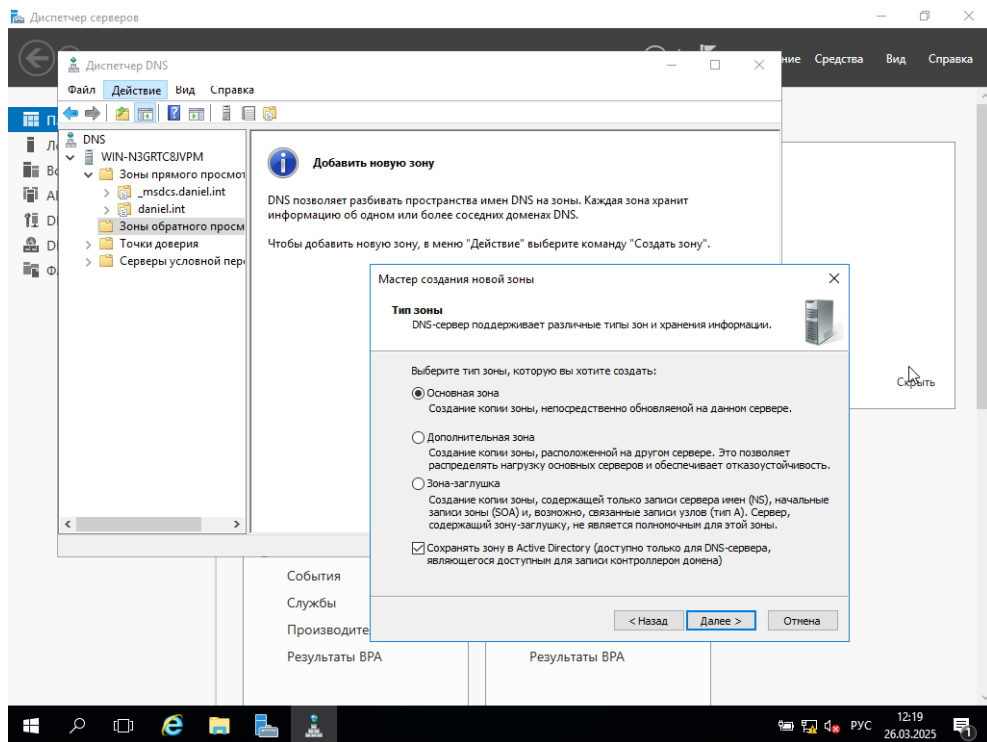 Диспетчер серверов
Средства
Вид
Справка
Диспетчер DNS
Файл Действие Вид Справка
DNS
WIN-N3GRTC8JVPM
Зоны прямого просмот
_msdcs.daniel.int
daniel.int
Зоны обратного просм
Точки доверия
Серверы условной пер
Добавить новую зону
DNS позволяет разбивать пространства имен DNS на зоны. Каждая зона хранит
информацию об одном или более соседних доменах DNS.
Чтобы добавить новую зону, в меню "Действие" выберите команду "Создать зону".
Мастер создания новой зоны
Тип зоны
DNS-сервер поддерживает различные типы зон и хранения информации.
Выберите тип зоны, которую вы хотите создать:
Основная зона
Создание копии зоны, непосредственно обновляемой на данном сервере.
Дополнительная зона
Создание копии зоны, расположенной на другом сервере. Это позволяет
распределять нагрузку основных серверов и обеспечивает отказоустойчивость.
Зона-заглушка
Создание копии зоны, содержащей только записи сервера имен (NS), начальные
записи зоны (SOA) и, возможно, связанные записи узлов (тип A). Сервер,
содержащий зону-заглушку, не является полномочным для этой зоны.
Сохранять зону в Active Directory (доступно только для DNS-сервера,
являющегося доступным для записи контроллером домена)
< Назад
Далее >
Отмена
Скрыть
События
Службы
Производите
Результаты BPA
Результаты BPA
РУС
12:19
26.03.2025
1